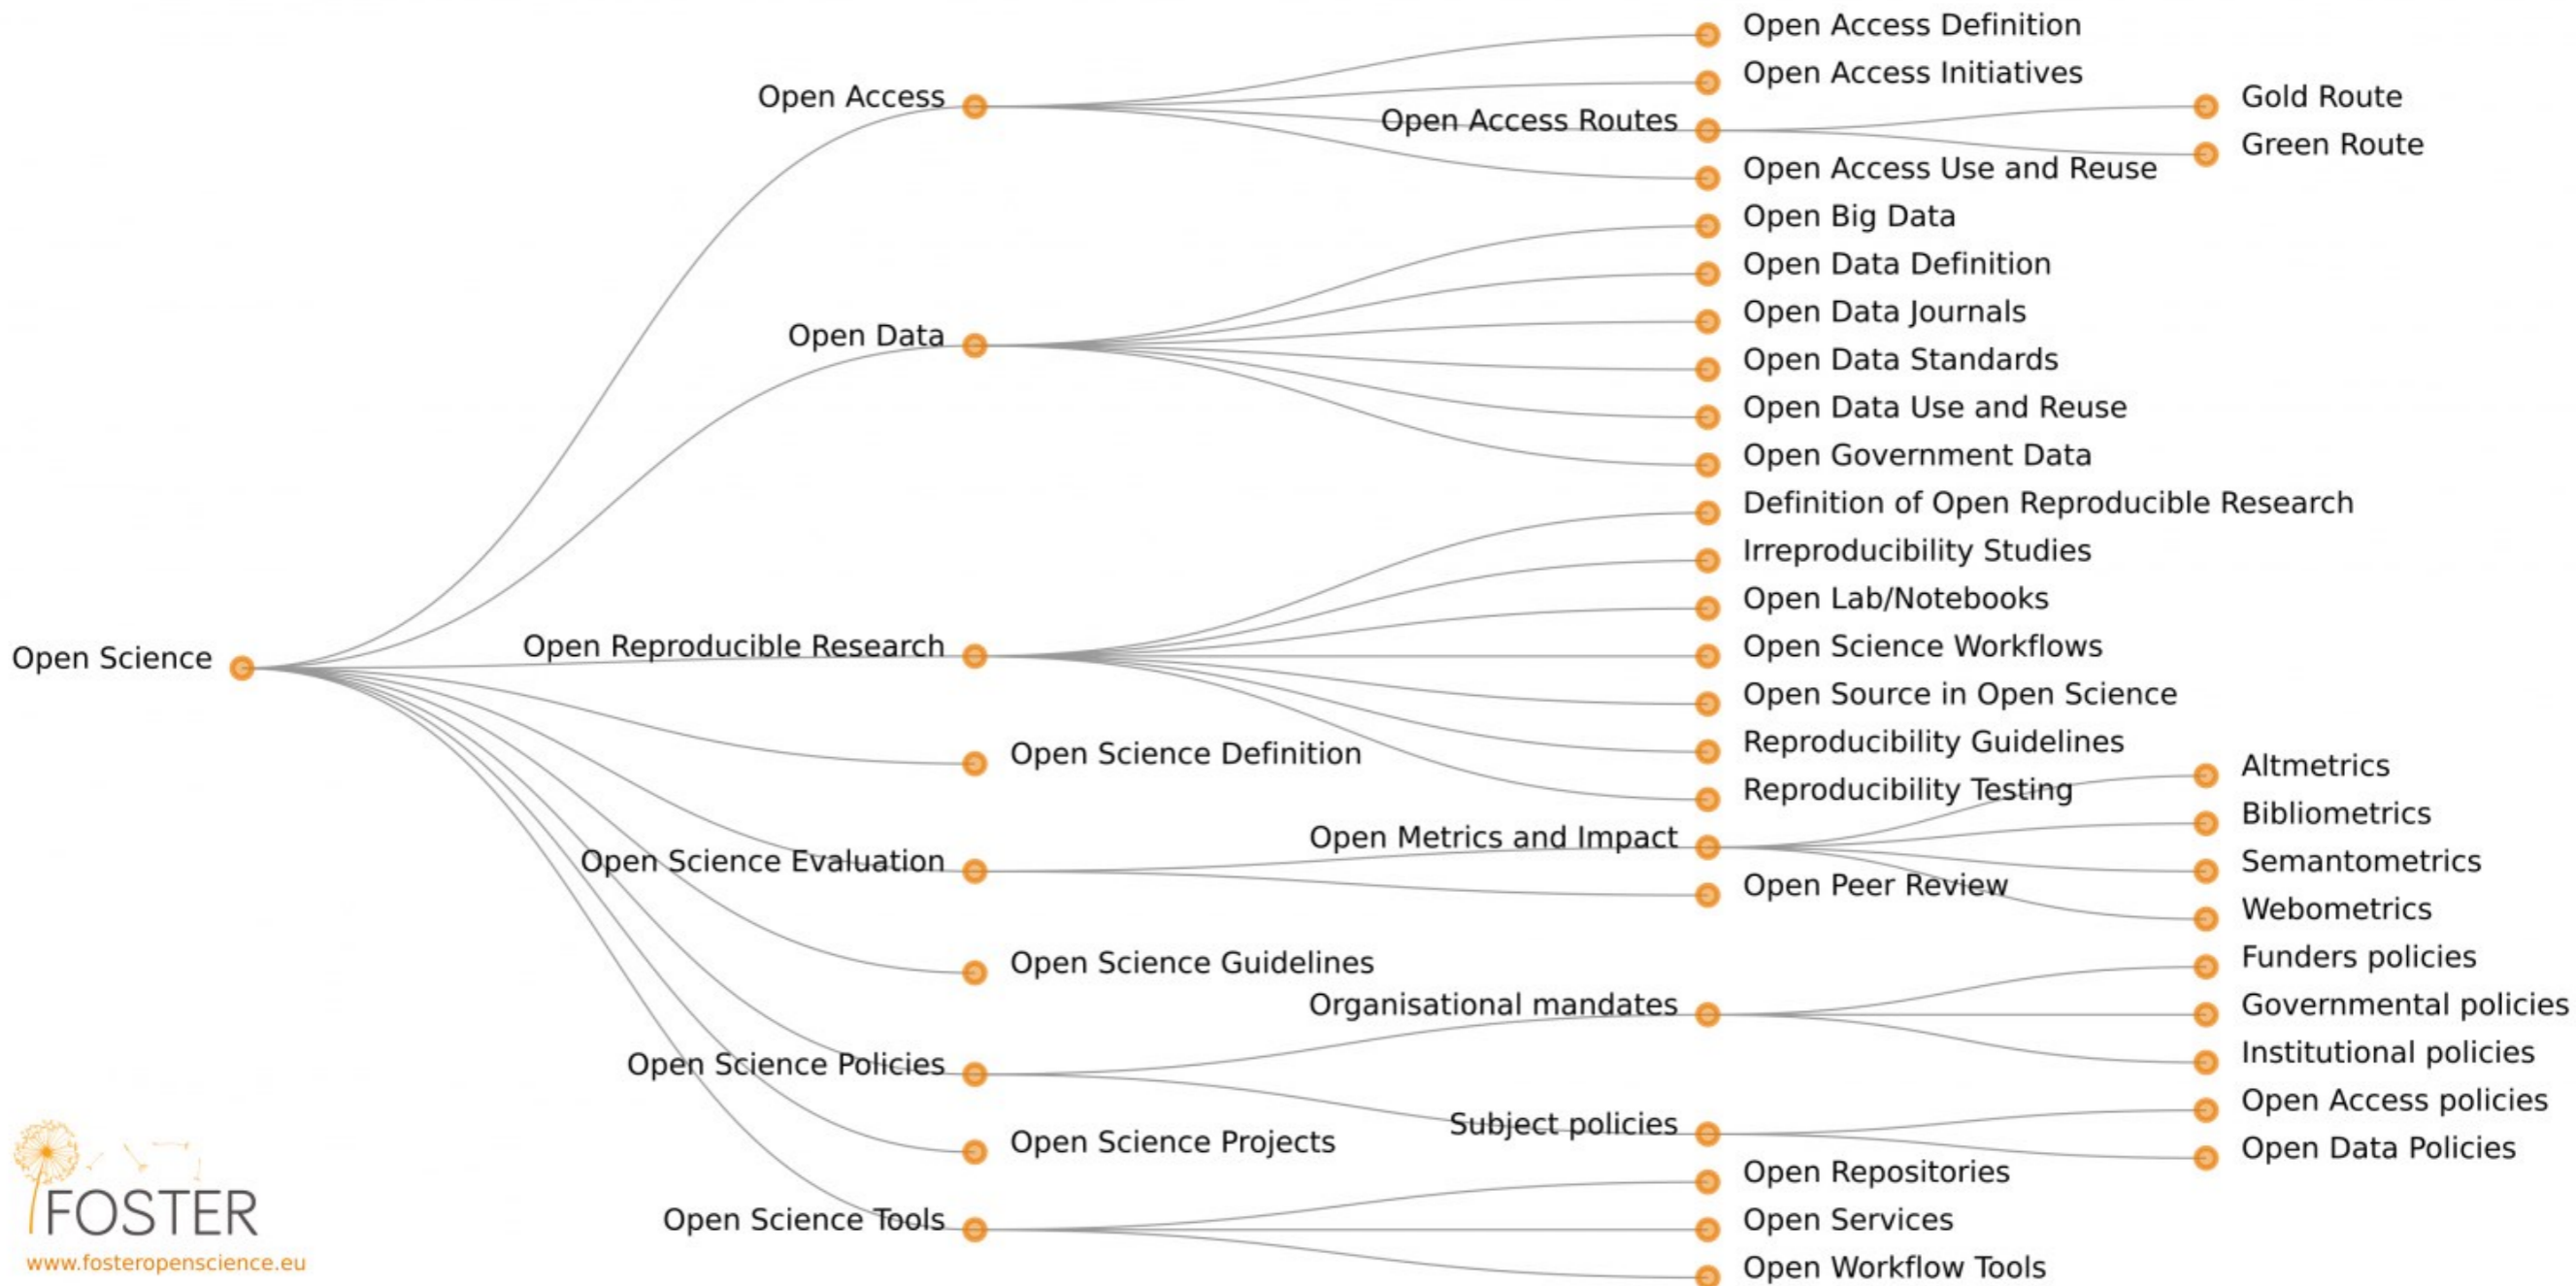 Open Science
Open Access
Open Access Definition
Open Access Initiatives
Open Access Routes
Gold Route
Green Route
Open Access Use and Reuse
Open Data
Open Big Data
Open Data Definition
Open Data Journals
Open Data Standards
Open Data Use and Reuse
Open Government Data
Open Reproducible Research
Definition of Open Reproducible Research
Irreproducibility Studies
Open Lab/Notebooks
Open Science Workflows
Open Source in Open Science
Reproducibility Guidelines
Reproducibility Testing
Open Science Definition
Open Science Evaluation
Open Metrics and Impact
Altmetrics
Bibliometrics
Semantometrics
Webometrics
Open Peer Review
Open Science Guidelines
Open Science Policies
Organisational mandates
Funders policies
Governmental policies
Institutional policies
Subject policies
Open Access policies
Open Data Policies
Open Science Projects
Open Science Tools
Open Repositories
Open Services
Open Workflow Tools
FOSTER
www.fosteropenscience.eu